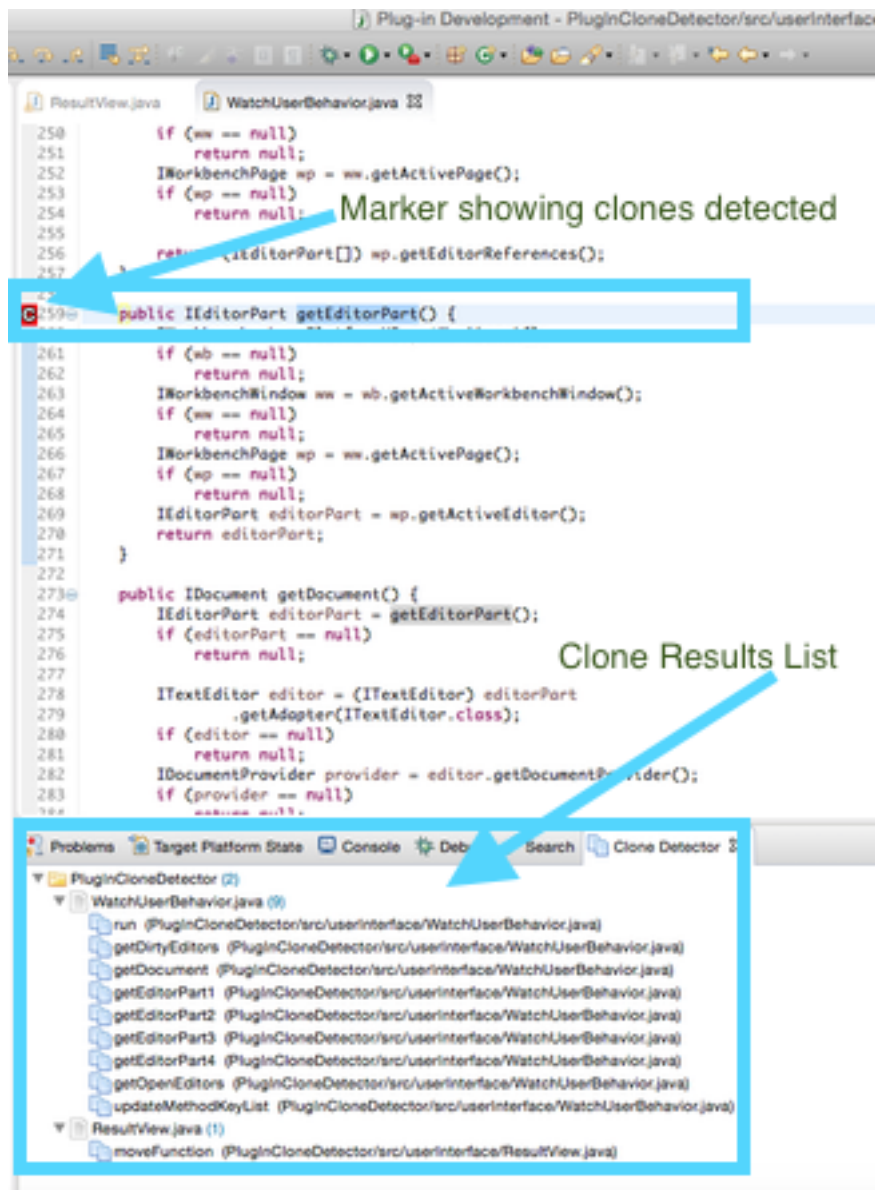 Plug-in Development - PlugInCloneDetector/src/userInterface
ResultView.java WatchUserBehavior.java
250 if (ww == null)
251 return null;
252 IWorkbenchPage wp = ww.getActivePage();
253 if (wp == null)
254 return null;
Marker showing clones detected
255
256 return (IEditorPart[]) wp.getEditorReferences();
257 }
259 public IEditorPart getEditorPart() {
261 if (wb == null)
262 return null;
263 IWorkbenchWindow ww = wb.getActiveWorkbenchWindow();
264 if (ww == null)
265 return null;
266 IWorkbenchPage wp = ww.getActivePage();
267 if (wp == null)
268 return null;
269 IEditorPart editorPart = wp.getActiveEditor();
270 return editorPart;
271 }
272
273 public IDocument getDocument() {
274 IEditorPart editorPart = getEditorPart();
275 if (editorPart == null)
276 return null;
Clone Results List
277
278 ITextEditor editor = (ITextEditor) editorPart
279 .getAdapter(ITextEditor.class);
280 if (editor == null)
281 return null;
282 IDocumentProvider provider = editor.getDocumentProvider();
283 if (provider == null)
Problems Target Platform State Console Search Clone Detector
PlugInCloneDetector (2)
WatchUserBehavior.java (9)
run (PlugInCloneDetector/src/userInterface/WatchUserBehavior.java)
getDirtyEditors (PlugInCloneDetector/src/userInterface/WatchUserBehavior.java)
getDocument (PlugInCloneDetector/src/userInterface/WatchUserBehavior.java)
getEditorPart1 (PlugInCloneDetector/src/userInterface/WatchUserBehavior.java)
getEditorPart2 (PlugInCloneDetector/src/userInterface/WatchUserBehavior.java)
getEditorPart3 (PlugInCloneDetector/src/userInterface/WatchUserBehavior.java)
getEditorPart4 (PlugInCloneDetector/src/userInterface/WatchUserBehavior.java)
getOpenEditors (PlugInCloneDetector/src/userInterface/WatchUserBehavior.java)
updateMethodKeyList (PlugInCloneDetector/src/userInterface/WatchUserBehavior.java)
ResultView.java (1)
moveFunction (PlugInCloneDetector/src/userInterface/ResultView.java)